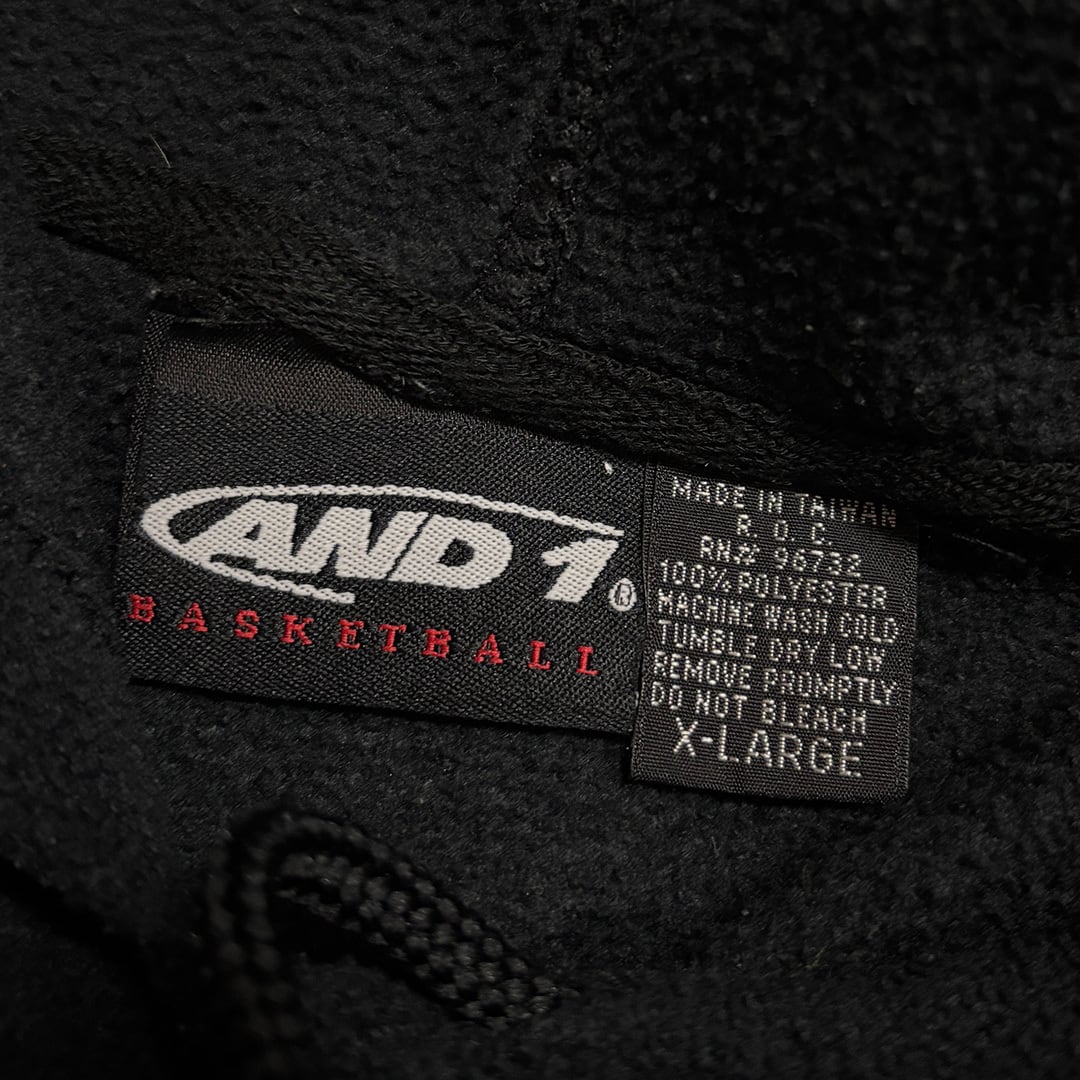 AND 1®
BASKETBALL
MADE IN TAIWAN
R. O. C.
RN# 96732
100% POLYESTER
MACHINE WASH COLD
TUMBLE DRY LOW
REMOVE PROMPTLY
DO NOT BLEACH
X-LARGE